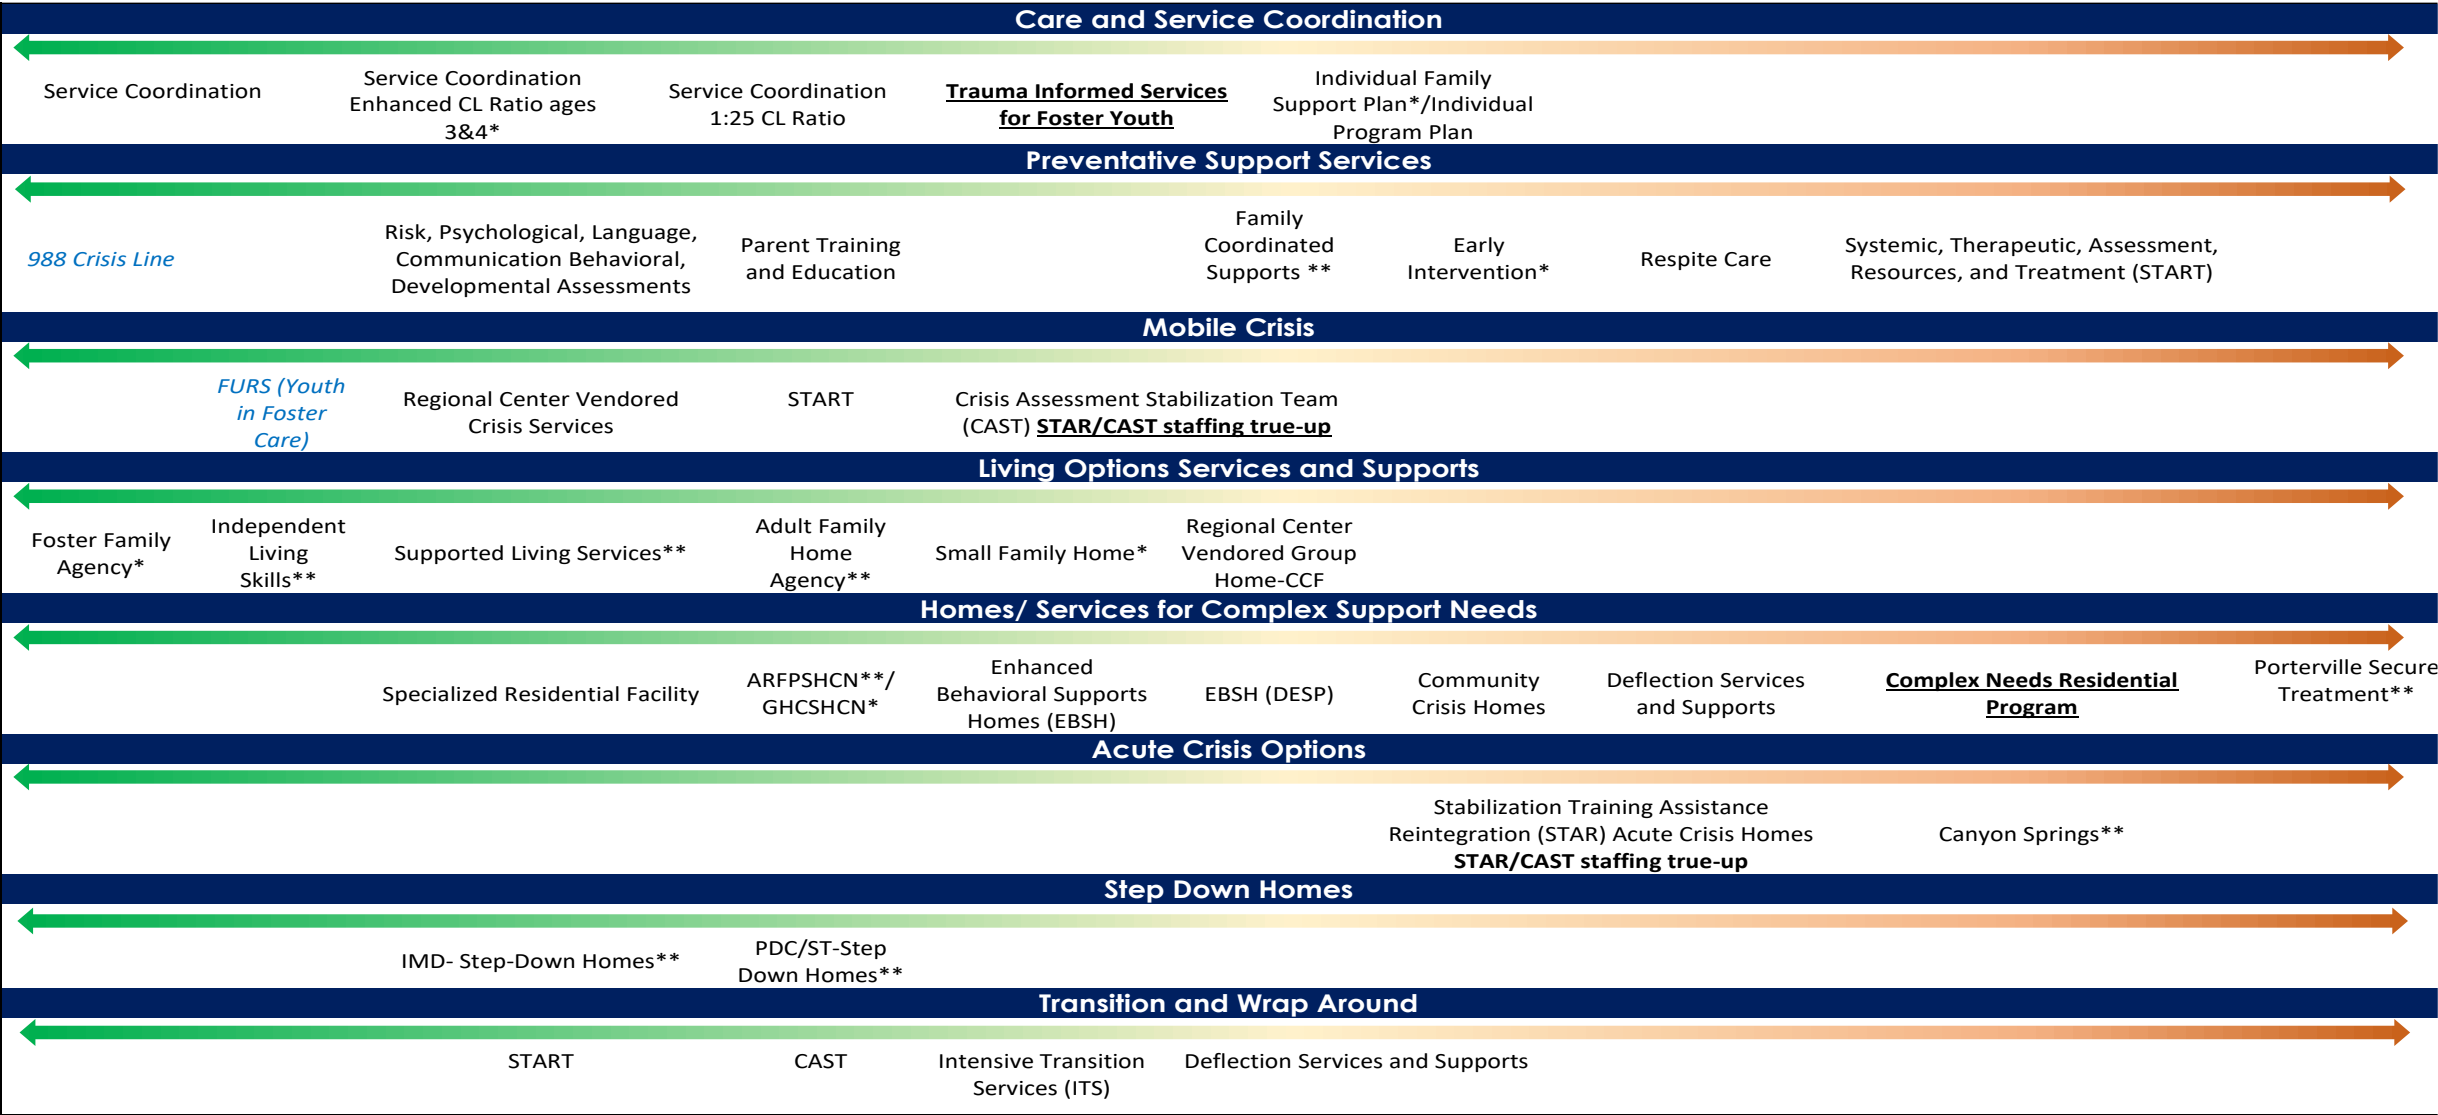 Care and Service Coordination
Service Coordination
Service Coordination
Enhanced CL Ratio ages
3&4*
Service Coordination
1:25 CL Ratio
Trauma Informed Services
for Foster Youth
Individual Family
Support Plan*/Individual
Program Plan
Preventative Support Services
988 Crisis Line
Risk, Psychological, Language,
Communication Behavioral,
Developmental Assessments
Parent Training
and Education
Family
Coordinated
Supports **
Early
Intervention*
Respite Care
Systemic, Therapeutic, Assessment,
Resources, and Treatment (START)
Mobile Crisis
FURS (Youth
in Foster
Care)
Regional Center Vendored
Crisis Services
START
Crisis Assessment Stabilization Team
(CAST) STAR/CAST staffing true-up
Living Options Services and Supports
Foster Family
Agency*
Independent
Living
Skills**
Supported Living Services**
Adult Family
Home
Agency**
Small Family Home*
Regional Center
Vendored Group
Home-CCF
Homes/ Services for Complex Support Needs
Specialized Residential Facility
ARFPSHCN**/
GHCSHCN*
Enhanced
Behavioral Supports
Homes (EBSH)
EBSH (DESP)
Community
Crisis Homes
Deflection Services
and Supports
Complex Needs Residential
Program
Porterville Secure
Treatment**
Acute Crisis Options
Stabilization Training Assistance
Reintegration (STAR) Acute Crisis Homes
STAR/CAST staffing true-up
Canyon Springs**
Step Down Homes
IMD- Step-Down Homes**
PDC/ST-Step
Down Homes**
Transition and Wrap Around
START
CAST
Intensive Transition
Services (ITS)
Deflection Services and Supports